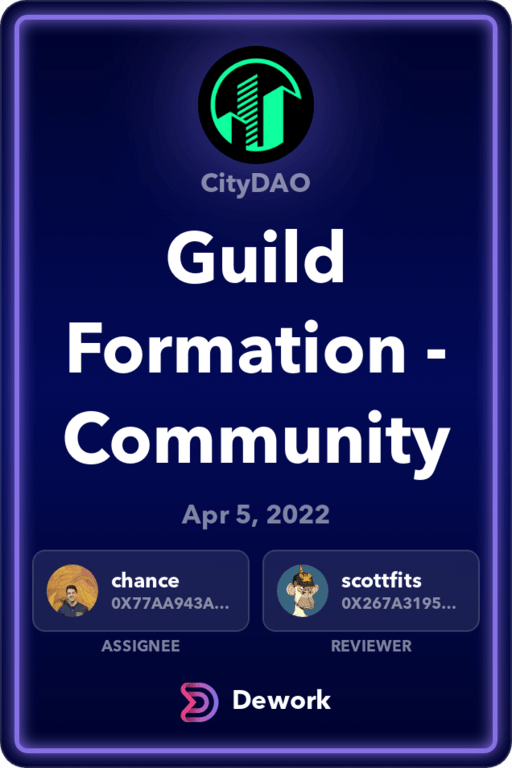 CityDAO
Guild
Formation -
Community
Apr 5, 2022
chance
0X77AA943A...
scottfits
0X267A3195...
ASSIGNEE
REVIEWER
Dework